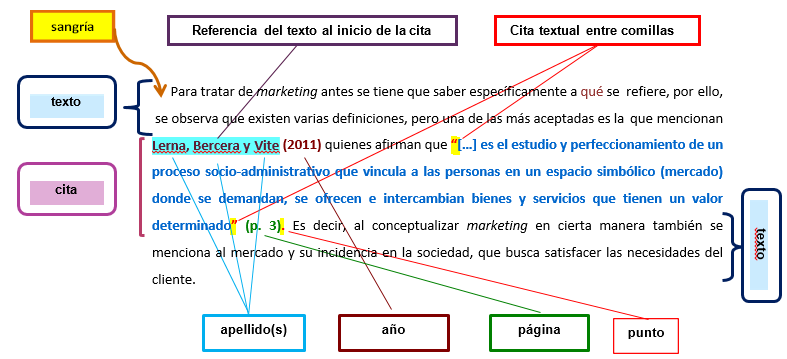 sangría
Referencia del texto al inicio de la cita
Cita textual entre comillas
texto
cita
Para tratar de marketing antes se tiene que saber específicamente a qué se refiere, por ello,
se observa que existen varias definiciones, pero una de las más aceptadas es la que mencionan
Lerna, Bercera y Vite (2011) quienes afirman que “[...] es el estudio y perfeccionamiento de un
proceso socio-administrativo que vincula a las personas en un espacio simbólico (mercado)
donde se demandan, se ofrecen e intercambian bienes y servicios que tienen un valor
determinado” (p. 3). Es decir, al conceptualizar marketing en cierta manera también se
menciona al mercado y su incidencia en la sociedad, que busca satisfacer las necesidades del
cliente.
texto
apellido(s)
año
página
punto